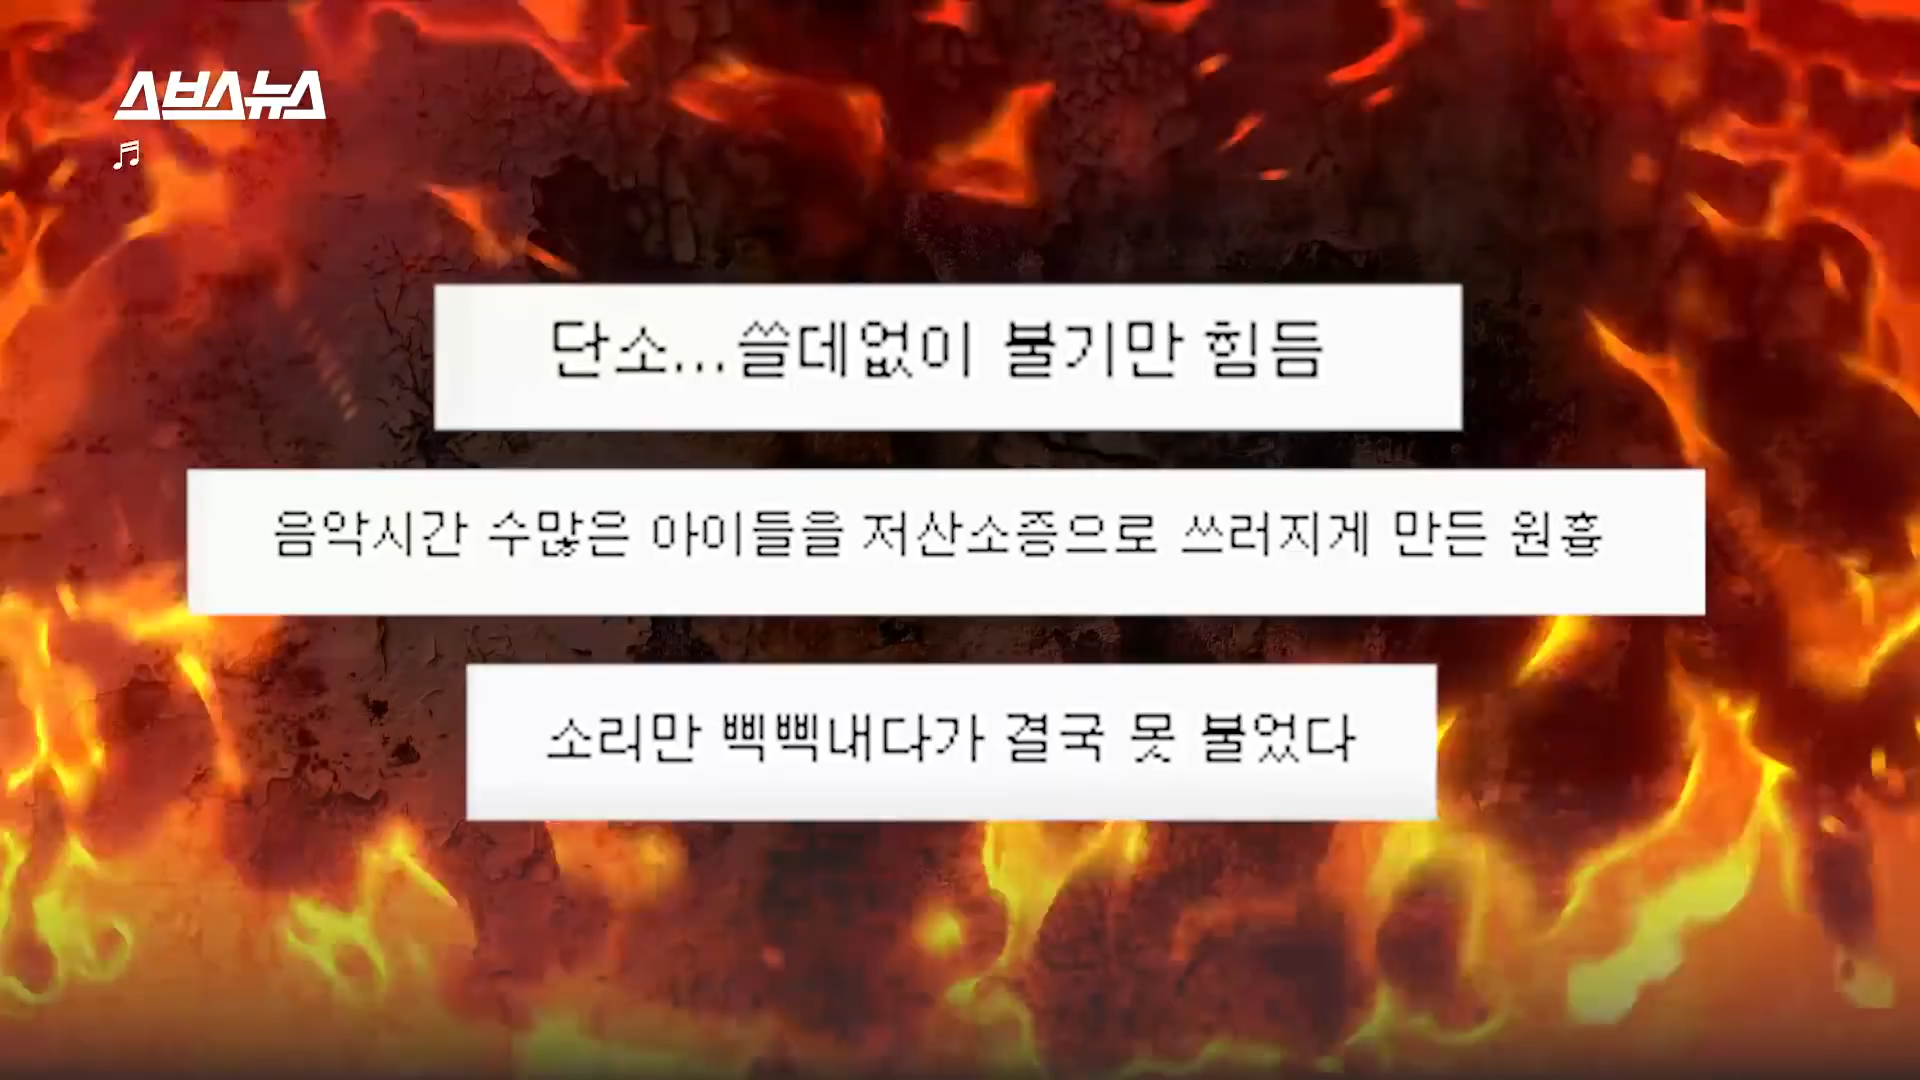 스브스뉴스
단소...쓸데없이 불기만 힘듬
음악시간 수많은 아이들을 저산소증으로 쓰러지게 만든 원흉
소리만 삑삑내다가 결국 못 불었다